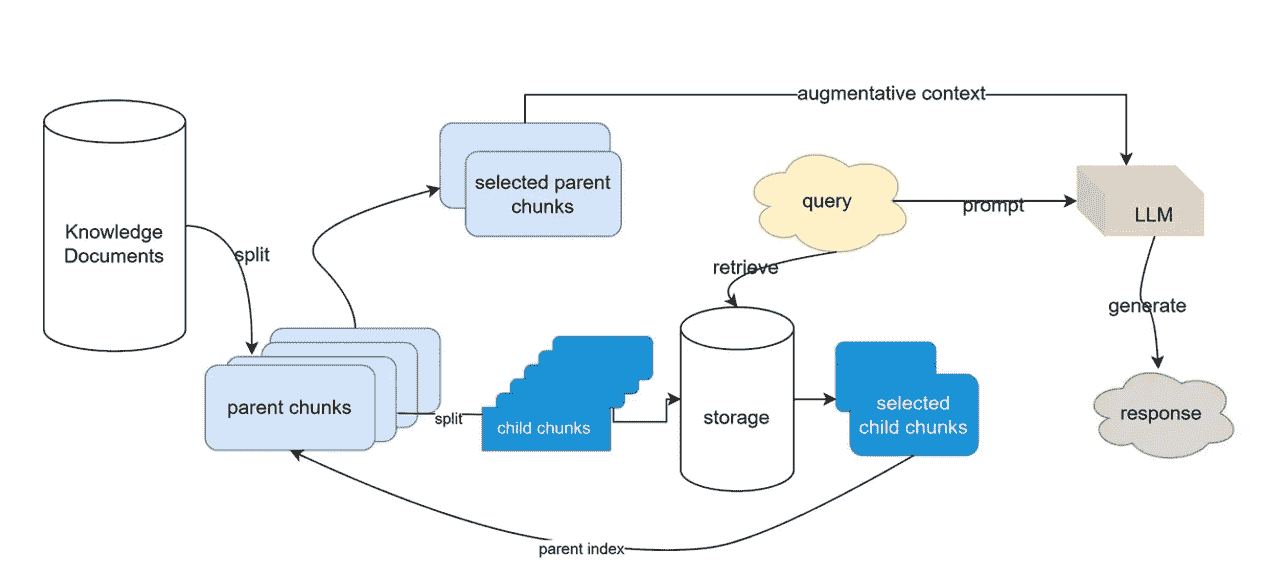 augmentative context
selected parent
chunks
query
prompt
LLM
Knowledge
Documents
split
retrieve
generate
parent chunks
split
child chunks
storage
selected
child chunks
response
parent index